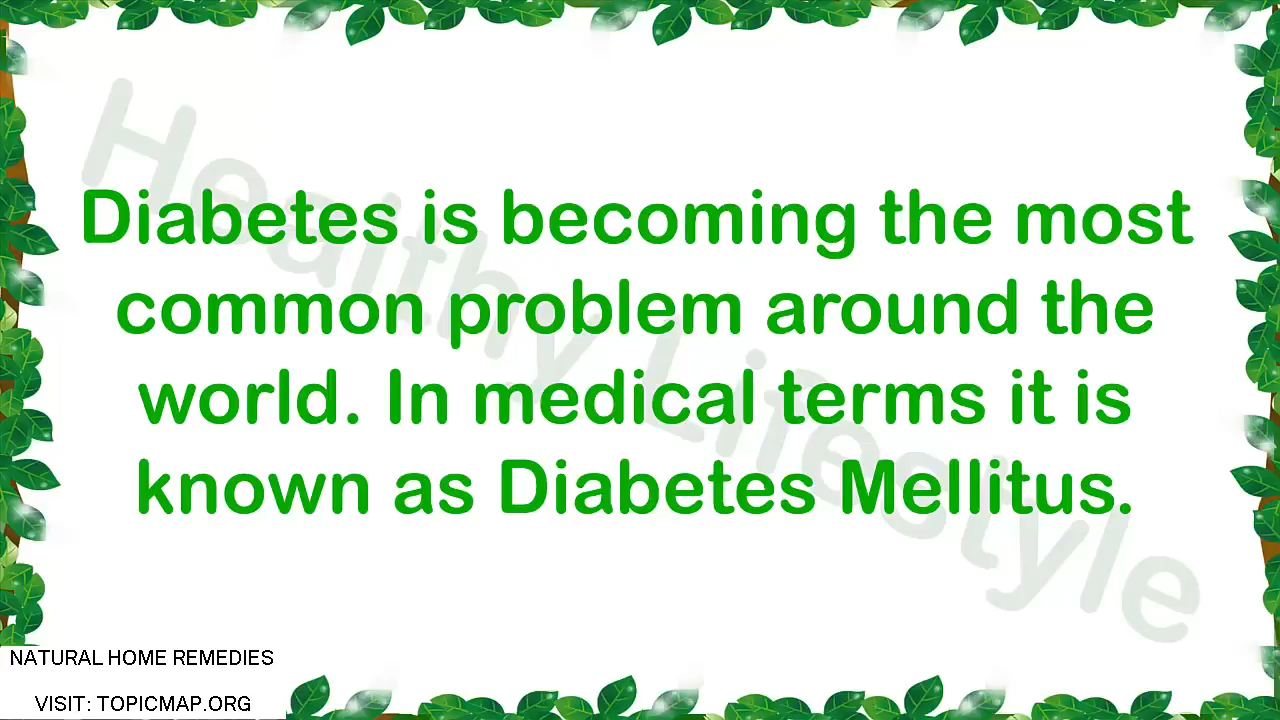 Healthy Lifestyle
Diabetes is becoming the most
common problem around the
world. In medical terms it is
known as Diabetes Mellitus.
NATURAL HOME REMEDIES
VISIT: TOPICMAP.ORG